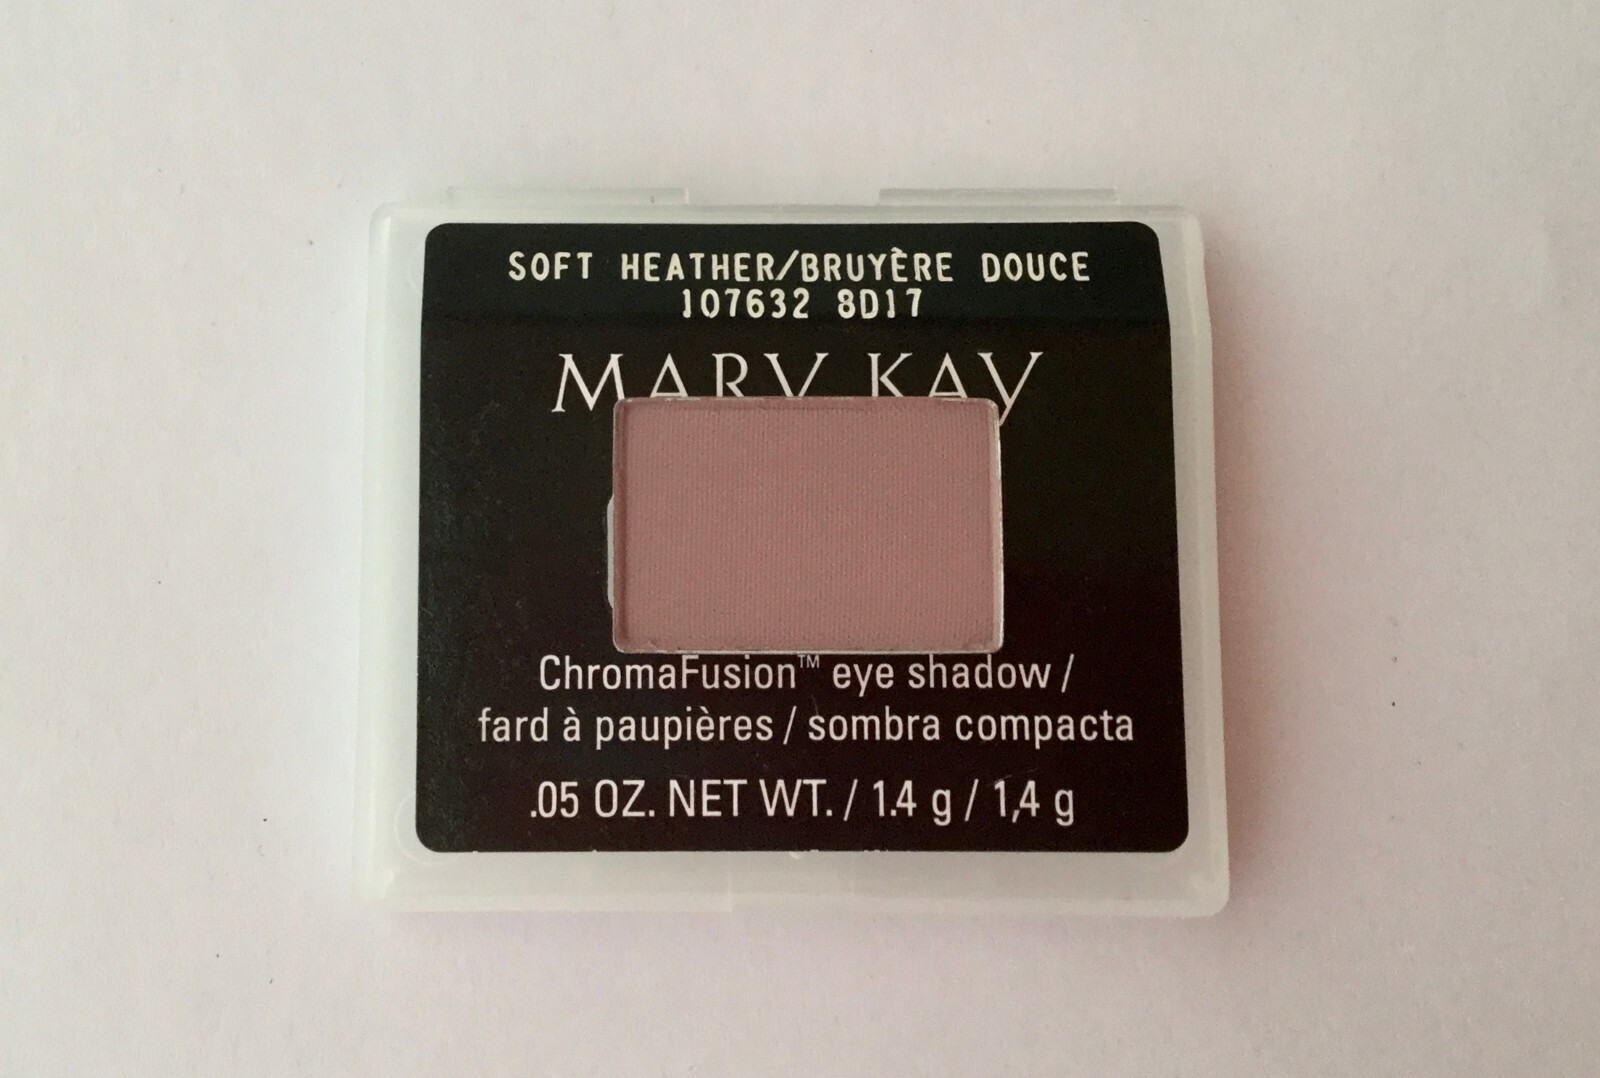 SOFT HEATHER/BRUYÈRE DOUCE
107632 8D17
MARY KAY
ChromaFusion™ eye shadow /
fard à paupières / sombra compacta
.05 OZ. NET WT. / 1.4 g / 1,4 g